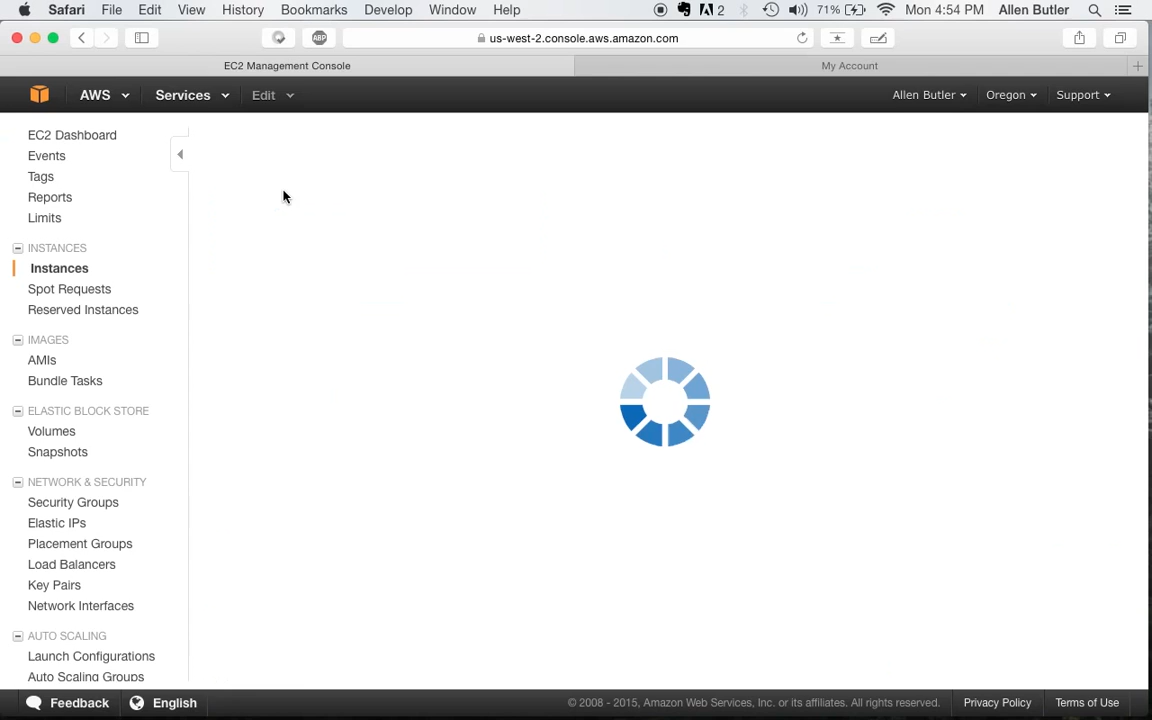 Safari File Edit View History Bookmarks Develop Window Help 2 71% Mon 4:54 PM Allen Butler
ABP us-west-2.console.aws.amazon.com
EC2 Management Console My Account
AWS Services Edit Allen Butler Oregon Support
EC2 Dashboard
Events
Tags
Reports
Limits
INSTANCES
Instances
Spot Requests
Reserved Instances
IMAGES
AMIs
Bundle Tasks
ELASTIC BLOCK STORE
Volumes
Snapshots
NETWORK & SECURITY
Security Groups
Elastic IPs
Placement Groups
Load Balancers
Key Pairs
Network Interfaces
AUTO SCALING
Launch Configurations
Auto Scaling Groups
Feedback English © 2008 - 2015, Amazon Web Services, Inc. or its affiliates. All rights reserved. Privacy Policy Terms of Use